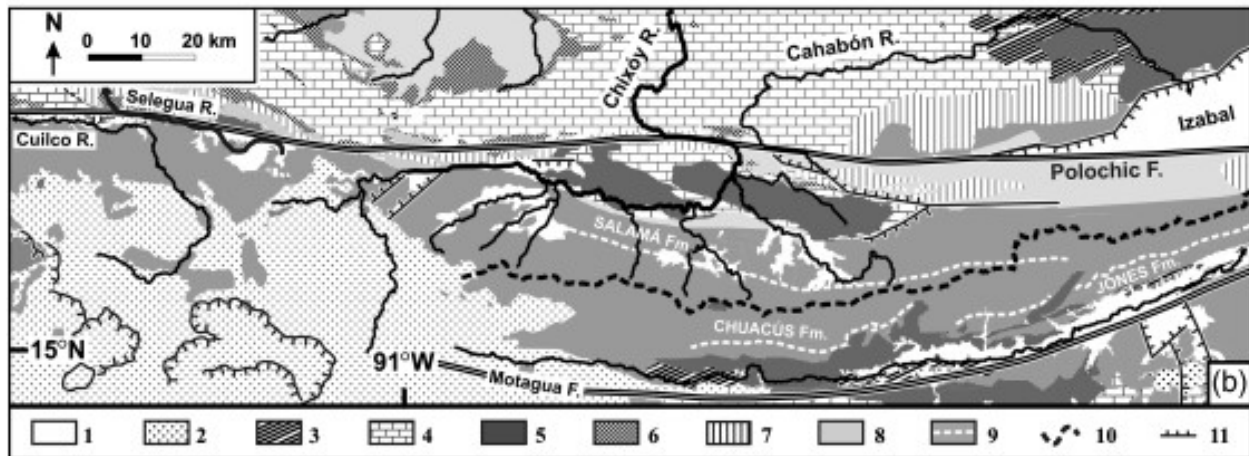 N
0 10 20 km
Selegua R.
Cuilco R.
Chixóy R.
Cahabón R.
Izabal
Polochic F.
SALAMÁ Fm.
JONES Fm.
CHUACÚS Fm.
15°N
91°W
Motagua F.
(b)
1 2 3 4 5 6 7 8 9 10 11